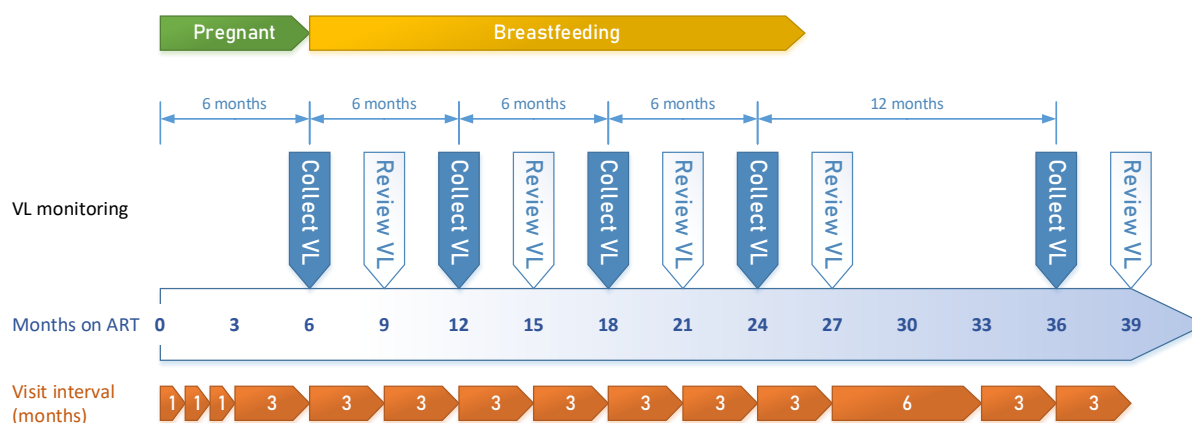 Pregnant
Breastfeeding
6 months
6 months
6 months
6 months
12 months
VL monitoring
Collect VL
Review VL
Collect VL
Review VL
Collect VL
Review VL
Collect VL
Review VL
Collect VL
Review VL
Months on ART
0 3 6 9 12 15 18 21 24 27 30 33 36 39
Visit interval
(months)
1 1 1 3 3 3 3 3 3 3 3 6 3 3